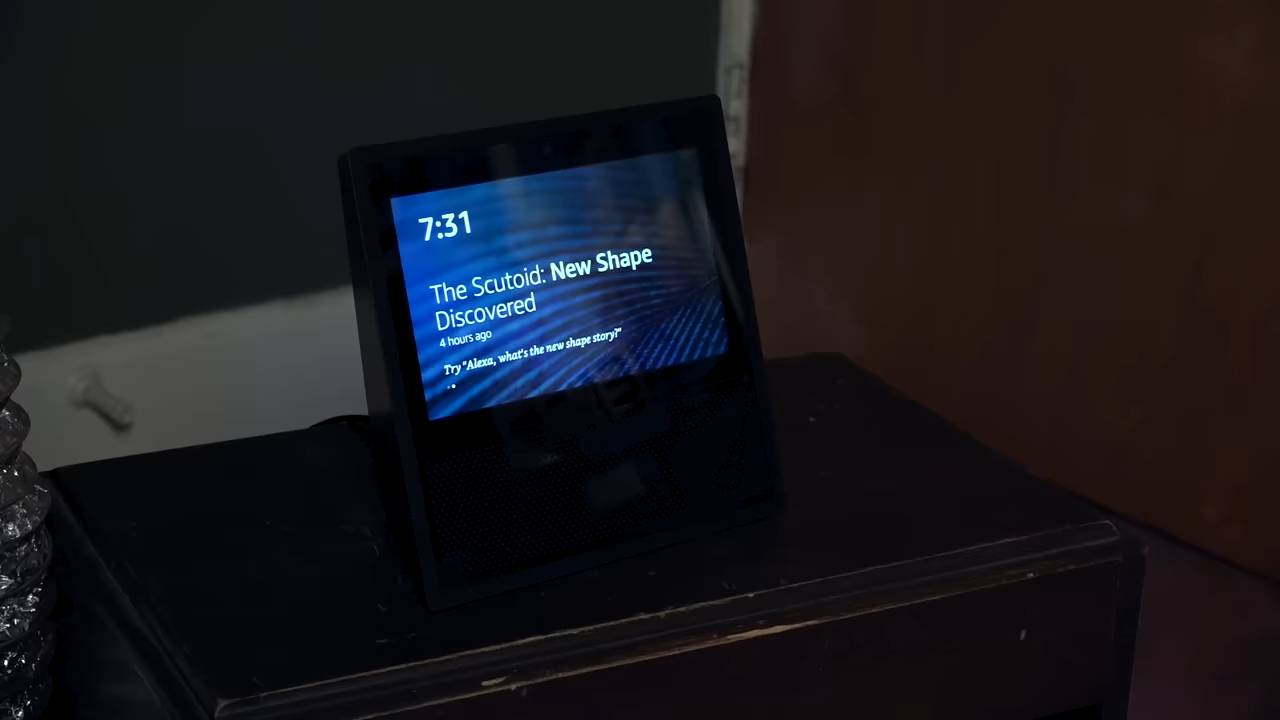 7:31
The Scutoid: New Shape
Discovered
4 hours ago
Try "Alexa, what's the new shape story?"